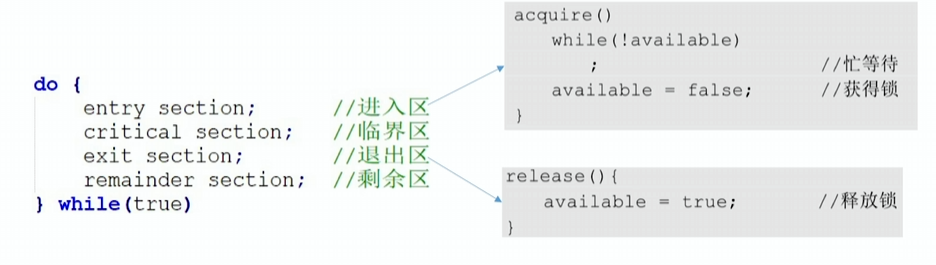 do {
entry section; //进入区
critical section; //临界区
exit section; //退出区
remainder section; //剩余区
} while(true)
acquire()
while(!available)
; //忙等待
available = false; //获得锁
}
release(){
available = true; //释放锁
}